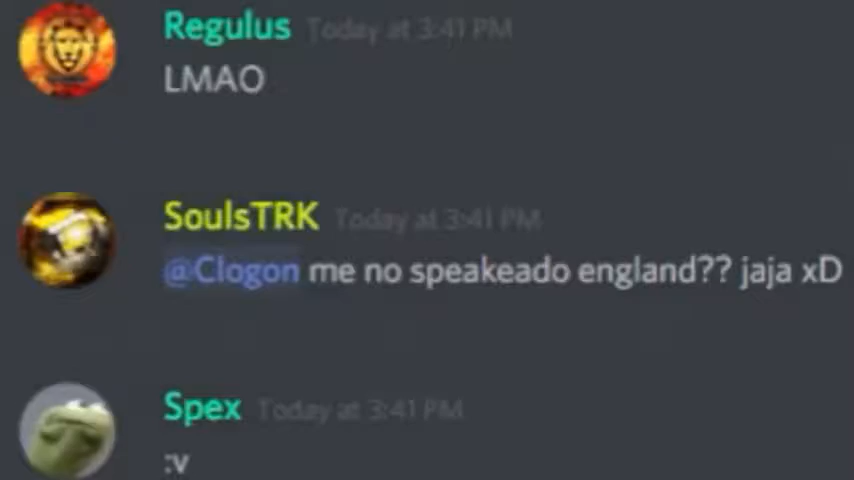 Regulus Today at 3:41 PM
LMAO
SoulsTRK Today at 3:41 PM
@Clogon me no speakeado england?? jaja xD
Spex Today at 3:41 PM
:v